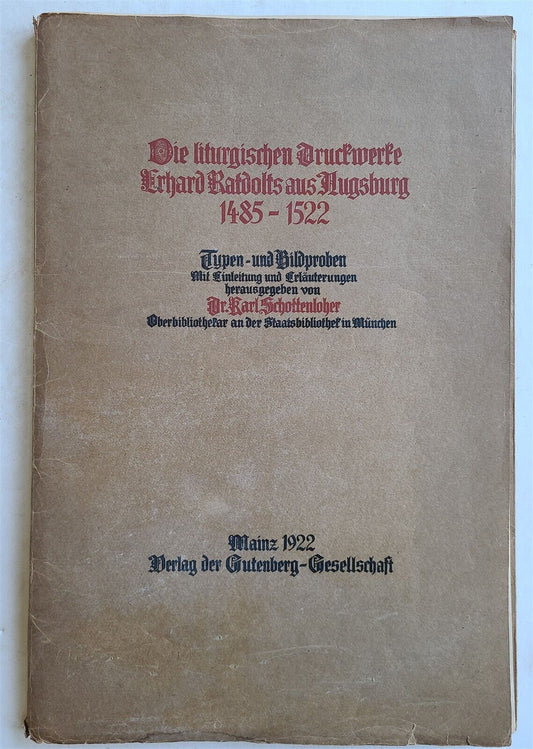 Die liturgischen Druckwerke
Erhard Ratdolts aus Augsburg
1485 - 1522
Typen- und Bildproben
Mit Einleitung und Erläuterungen
herausgegeben von
Dr. Karl Schottenloher
Oberbibliothekar an der Staatsbibliothek in München
Mainz 1922
Verlag der Gutenberg-Gesellschaft